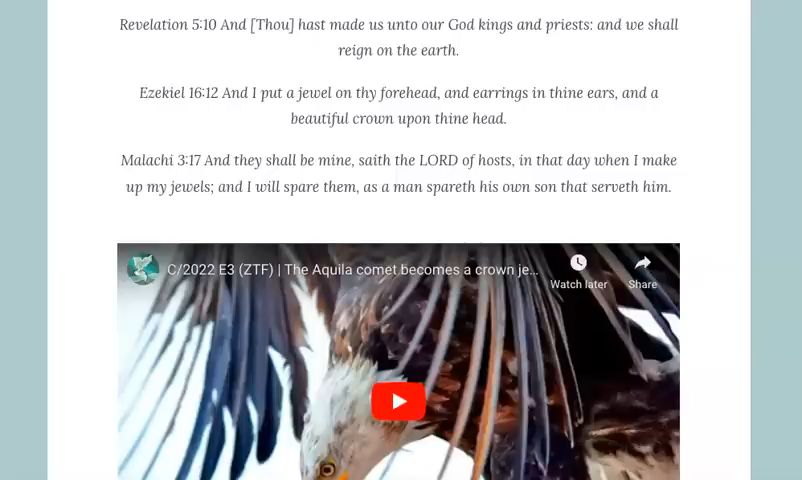 Revelation 5:10 And [Thou] hast made us unto our God kings and priests: and we shall
reign on the earth.
Ezekiel 16:12 And I put a jewel on thy forehead, and earrings in thine ears, and a
beautiful crown upon thine head.
Malachi 3:17 And they shall be mine, saith the LORD of hosts, in that day when I make
up my jewels; and I will spare them, as a man spareth his own son that serveth him.
C/2022 E3 (ZTF) | The Aquila comet becomes a crown je...
Watch later
Share